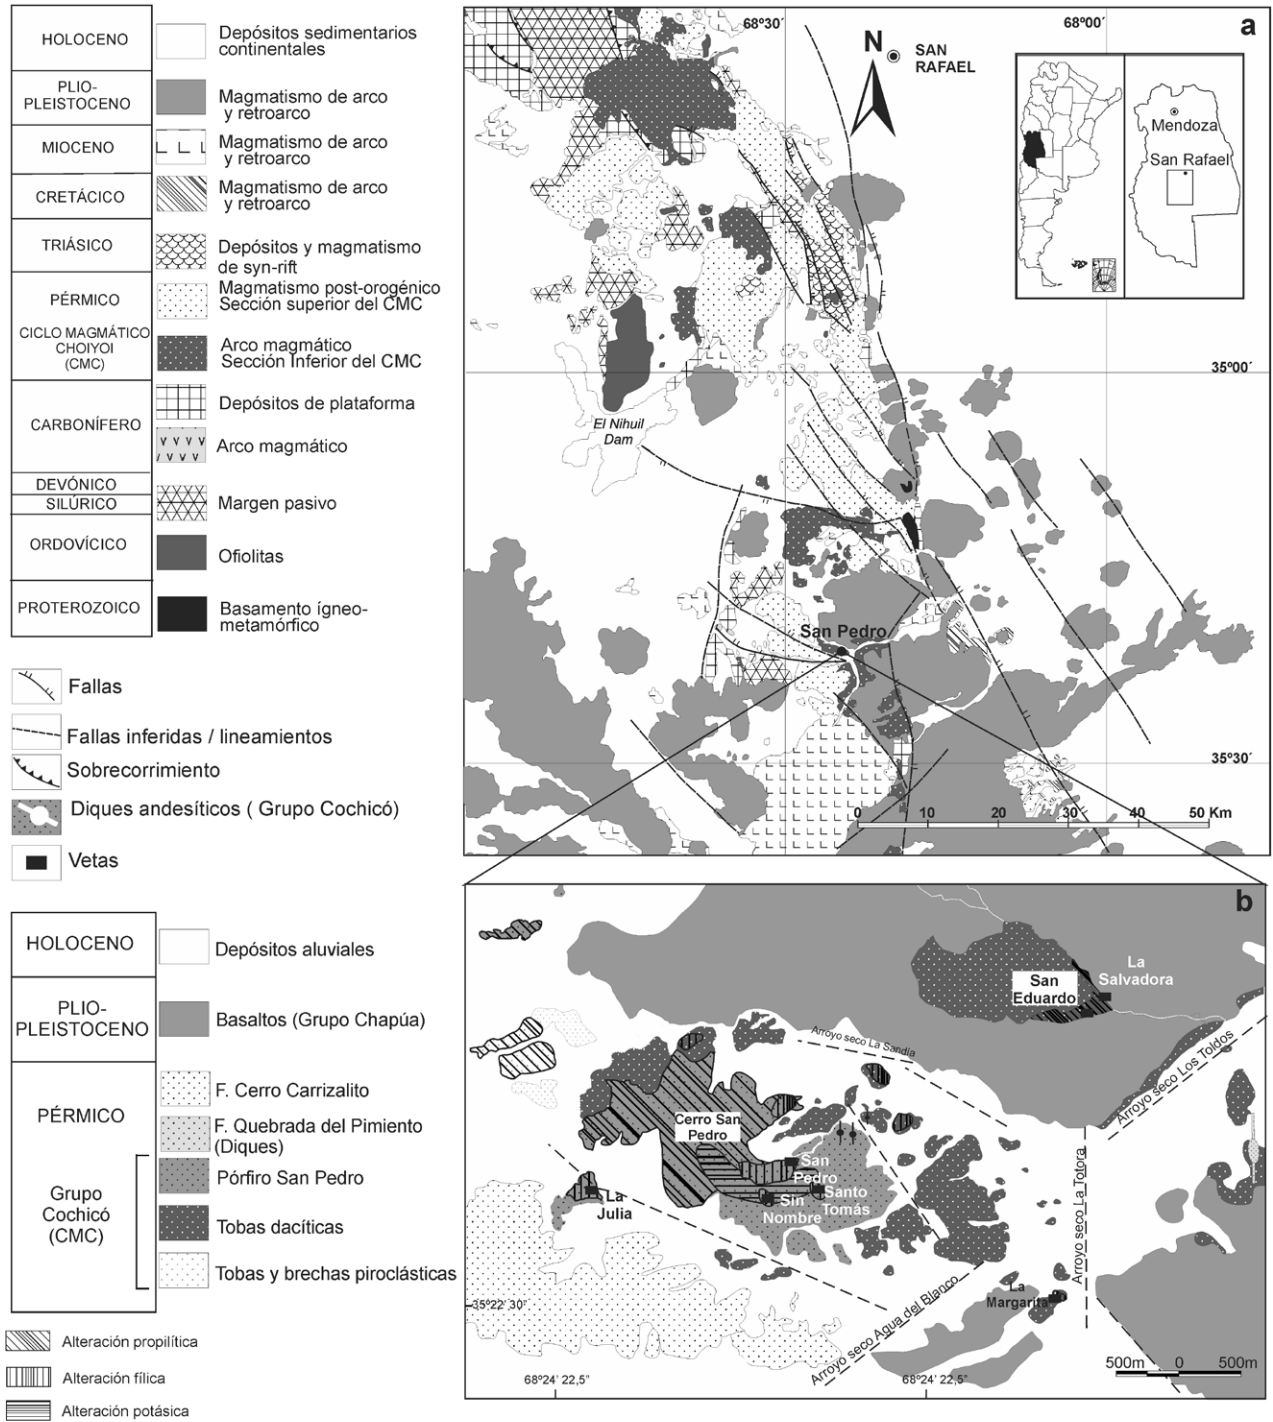 HOLOCENO
Depósitos sedimentarios
continentales
PLIO-
PLEISTOCENO
Magmatismo de arco
y retroarco
MIOCENO
Magmatismo de arco
y retroarco
CRETÁCICO
Magmatismo de arco
y retroarco
TRIÁSICO
Depósitos y magmatismo
de syn-rift
PÉRMICO
Magmatismo post-orogénico
Sección superior del CMC
CICLO MAGMÁTICO
CHOIYOI
(CMC)
Arco magmático
Sección Inferior del CMC
CARBONÍFERO
Depósitos de plataforma
Arco magmático
DEVÓNICO
SILÚRICO
Margen pasivo
ORDOVÍCICO
Ofiolitas
PROTEROZOICO
Basamento ígneo-
metamórfico
Fallas
Fallas inferidas / lineamientos
Sobrecorrimiento
Diques andesíticos ( Grupo Cochicó)
Vetas
68º30´
68º00´
a
N
SAN
RAFAEL
Mendoza
San Rafael
35º00´
El Nihuil
Dam
San Pedro
35º30´
0 10 20 30 40 50 Km
HOLOCENO
Depósitos aluviales
PLIO-
PLEISTOCENO
Basaltos (Grupo Chapúa)
PÉRMICO
F. Cerro Carrizalito
F. Quebrada del Pimiento
(Diques)
Grupo
Cochicó
(CMC)
Pórfiro San Pedro
Tobas dacíticas
Tobas y brechas piroclásticas
Alteración propilítica
Alteración fílica
Alteración potásica
b
San
Eduardo
La
Salvadora
Arroyo seco La Sandia
Arroyo seco Los Toldos
Cerro San
Pedro
San
Pedro
Santo
Tomás
Sin
Nombre
La
Julia
Arroyo seco La Totora
La
Margarita
Arroyo seco Agua del Blanco
35º22´30"
68º24´22,5"
68º24´22,5"
500m 0 500m